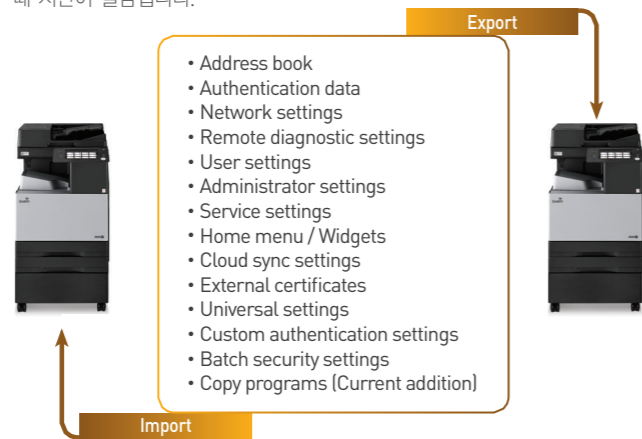 Export
• Address book
• Authentication data
• Network settings
• Remote diagnostic settings
• User settings
• Administrator settings
• Service settings
• Home menu / Widgets
• Cloud sync settings
• External certificates
• Universal settings
• Custom authentication settings
• Batch security settings
• Copy programs (Current addition)
Import